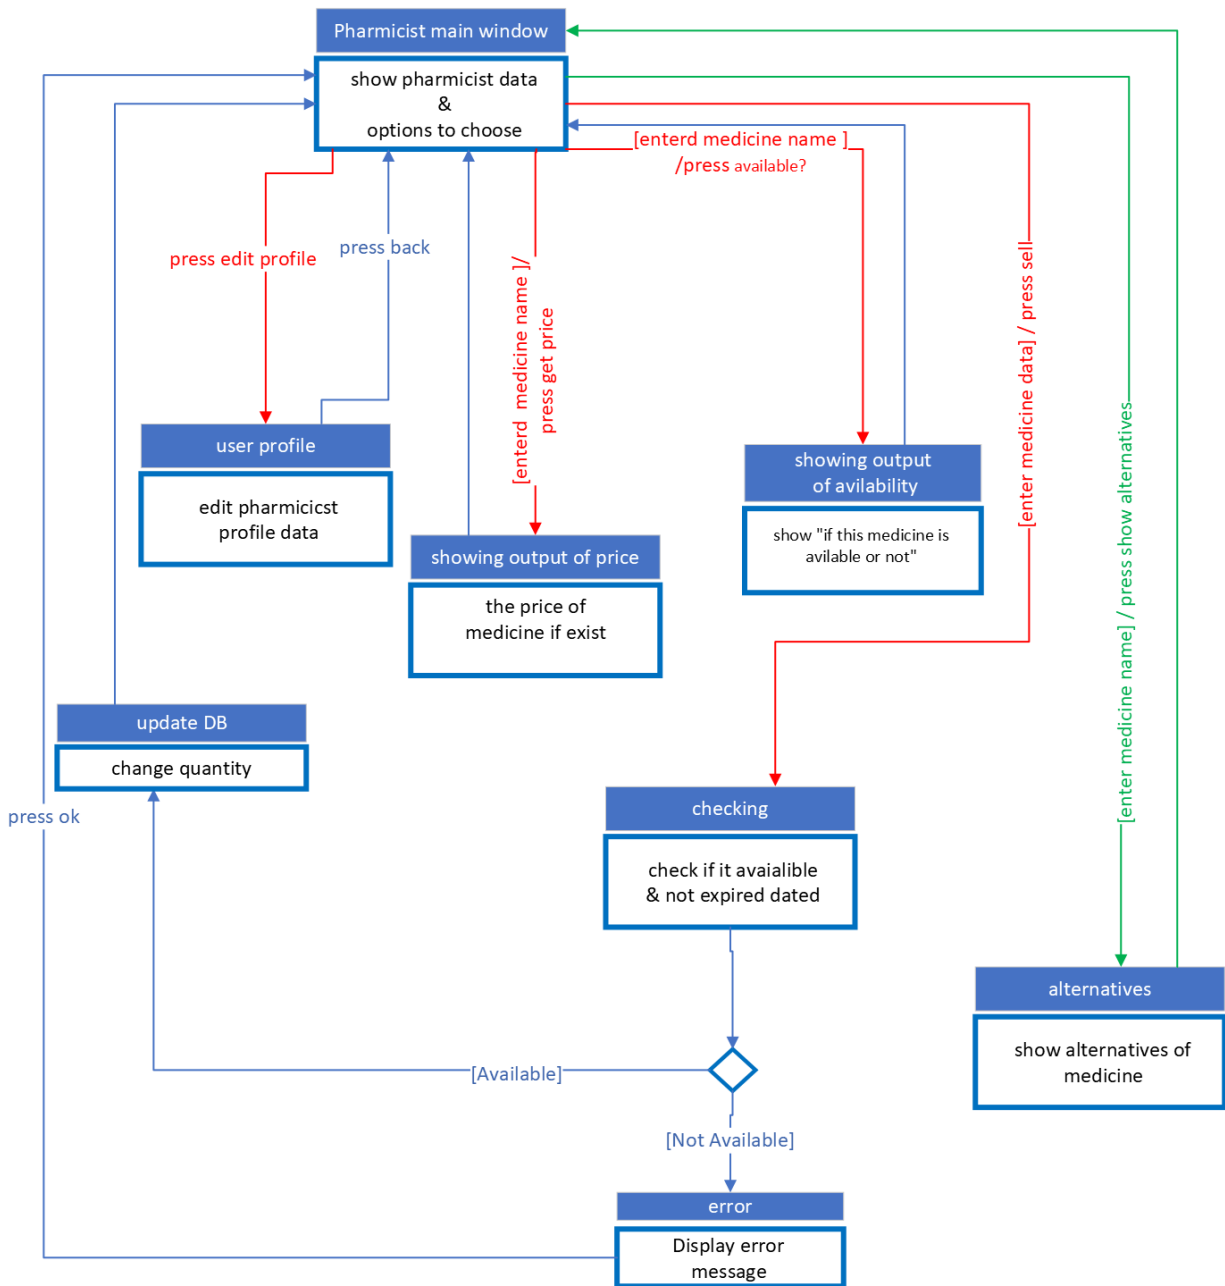 Pharmicist main window
show pharmicist data
&
options to choose
[enterd medicine name ]
/press available?
press edit profile
press back
[enterd  medicine name ]/
press get price
[enter medicine data] / press sell
[enter medicine name] / press show alternatives
user profile
edit pharmicicst
profile data
showing output
of avilability
show "if this medicine is
avilable or not"
showing output of price
the price of
medicine if exist
update DB
change quantity
press ok
checking
check if it avaialible
& not expired dated
alternatives
show alternatives of
medicine
[Available]
[Not Available]
error
Display error
message